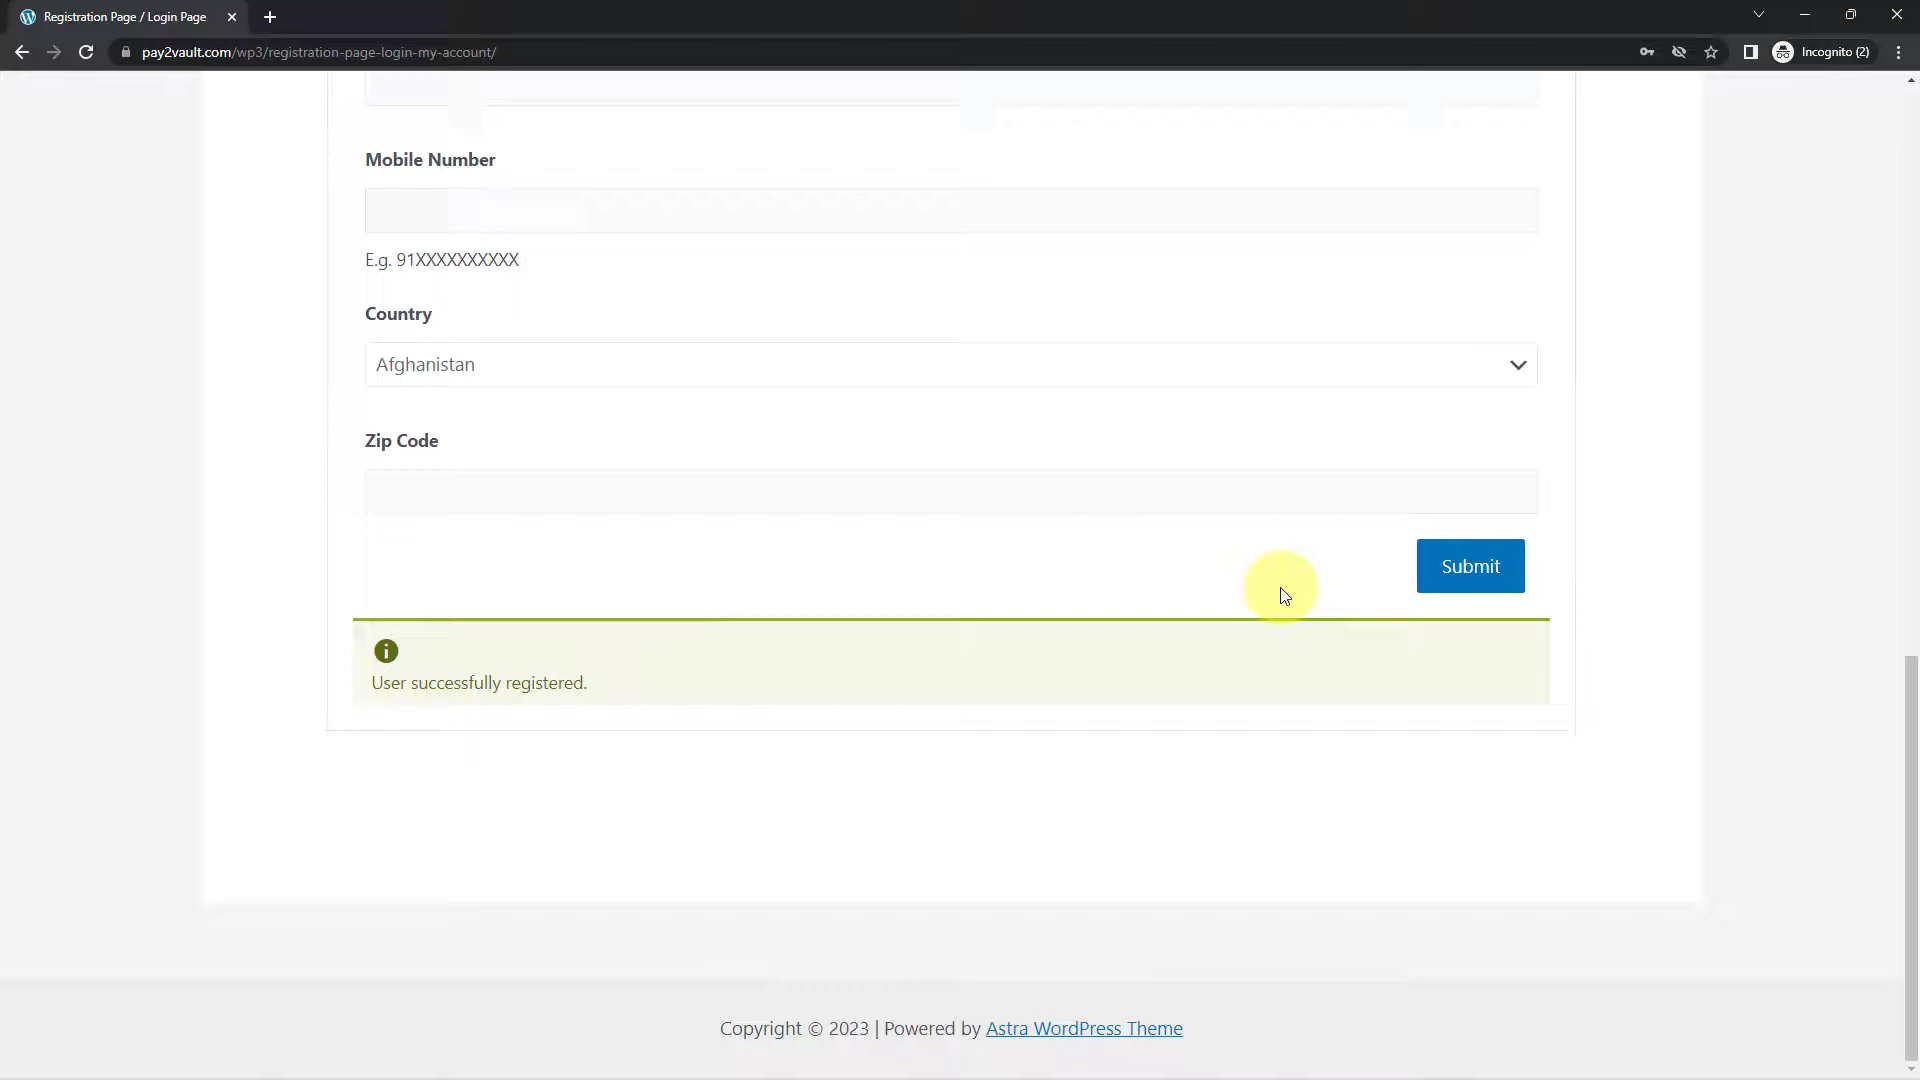 Registration Page / Login Page
pay2vault.com/wp3/registration-page-login-my-account/
Incognito (2)
Mobile Number
E.g. 91XXXXXXXXXX
Country
Afghanistan
Zip Code
Submit
User successfully registered.
Copyright © 2023 | Powered by Astra WordPress Theme